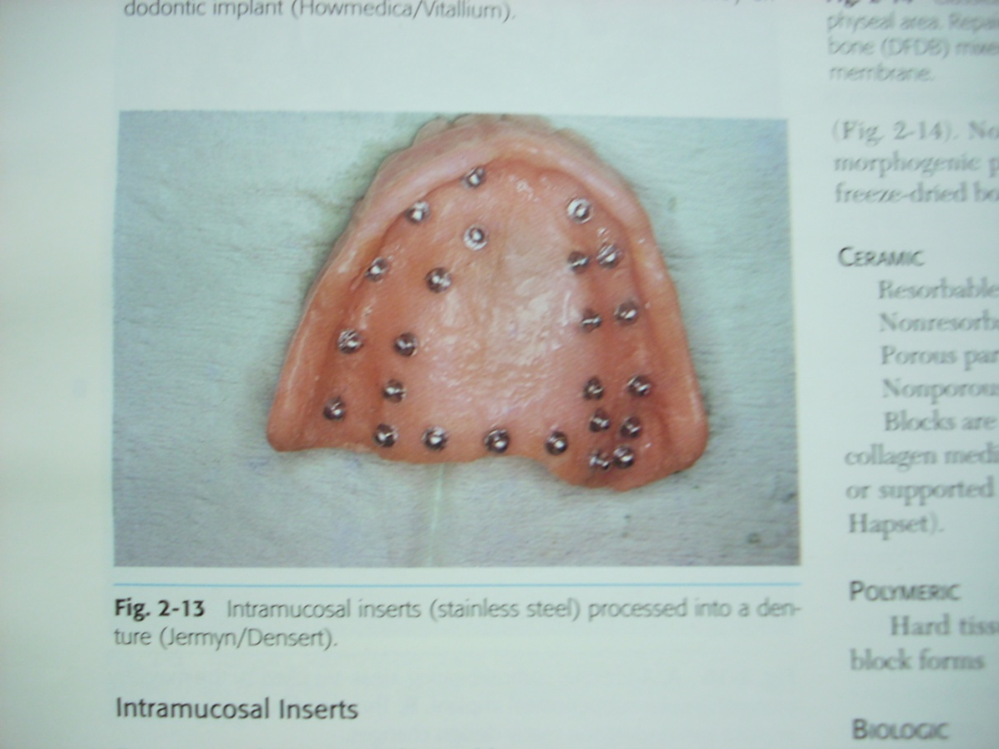 dodontic implant (Howmedica/Vitallium).
Fig. 2-13 Intramucosal inserts (stainless steel) processed into a den-
ture (Jermyn/Densert).
Intramucosal Inserts
physeal area. Repai
bone (DFDB) mixe
membrane.
(Fig. 2-14). No
morphogenic p
freeze-dried bo
CERAMIC
Resorbable
Nonresorb
Porous par
Nonporous
Blocks are
collagen medi
or supported
Hapset).
POLYMERIC
Hard tiss
block forms
BIOLOGIC